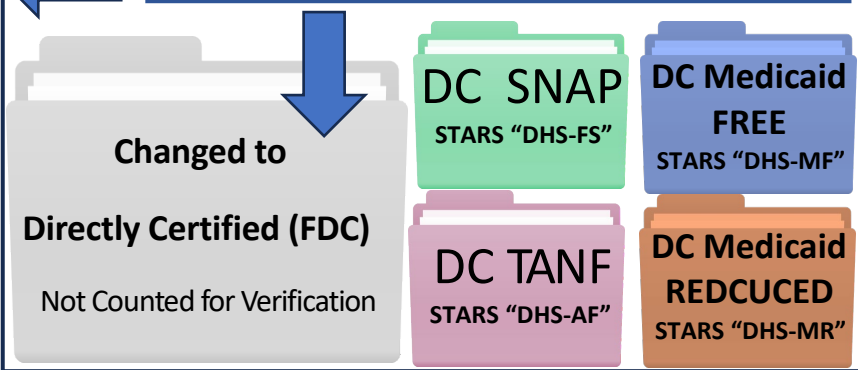 Changed to
Directly Certified (FDC)
Not Counted for Verification
DC SNAP
STARS “DHS-FS”
DC Medicaid
FREE
STARS “DHS-MF”
DC TANF
STARS “DHS-AF”
DC Medicaid
REDCUCED
STARS “DHS-MR”